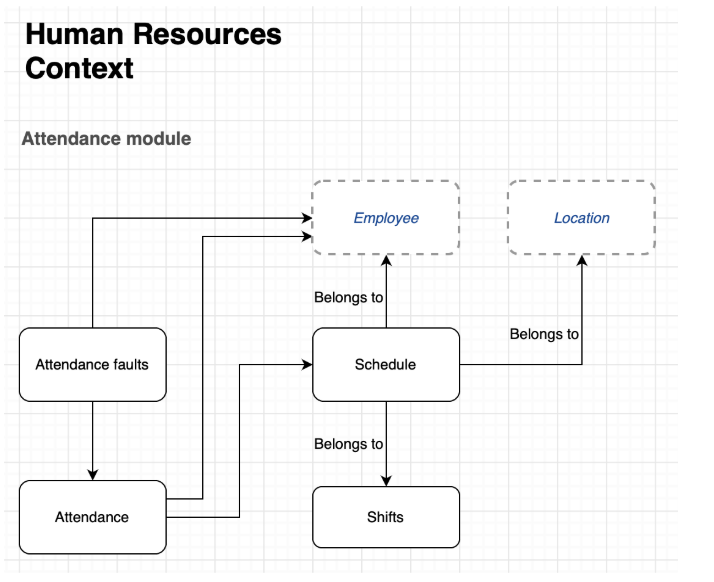 Human Resources
Context
Attendance module
Employee
Location
Belongs to
Belongs to
Attendance faults
Schedule
Belongs to
Attendance
Shifts